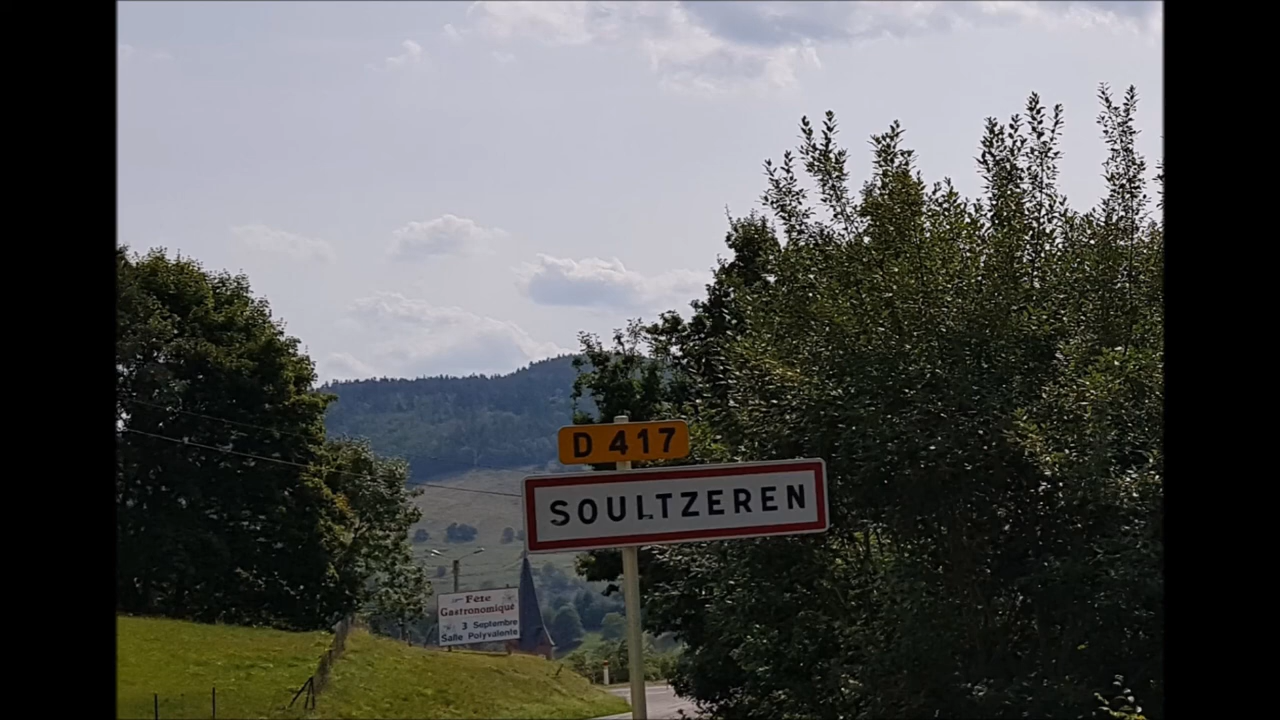 D 417
SOULTZEREN
Fête
Gastronomique
3 Septembre
Salle Polyvalente